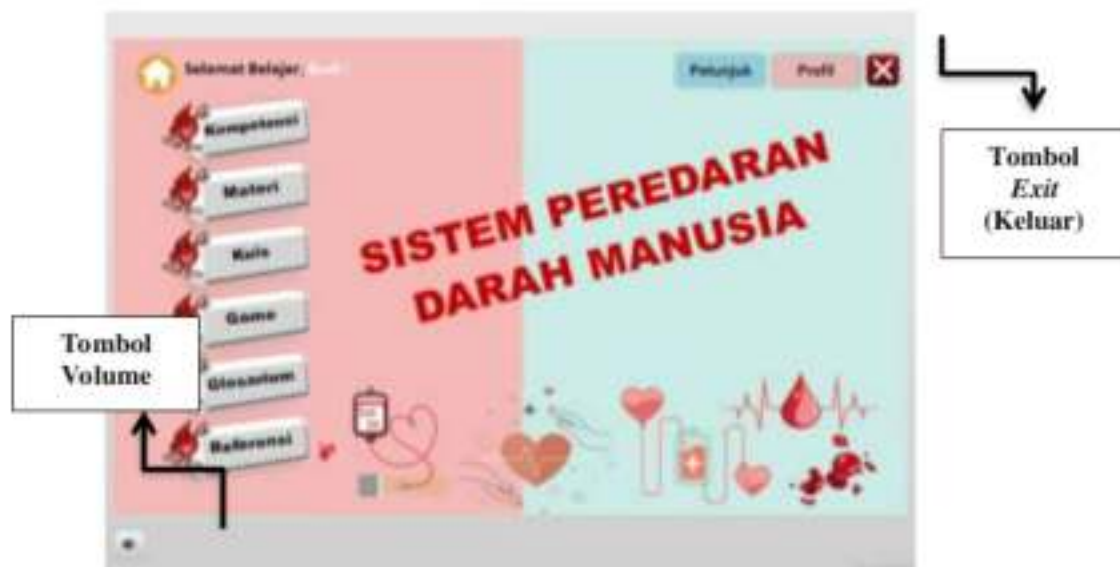 Selamat Belajar,
Petunjuk
Profil
Kompetensi
Materi
Kuis
Game
Glosarium
Referensi
SISTEM PEREDARAN
DARAH MANUSIA
Tombol
Exit
(Keluar)
Tombol
Volume